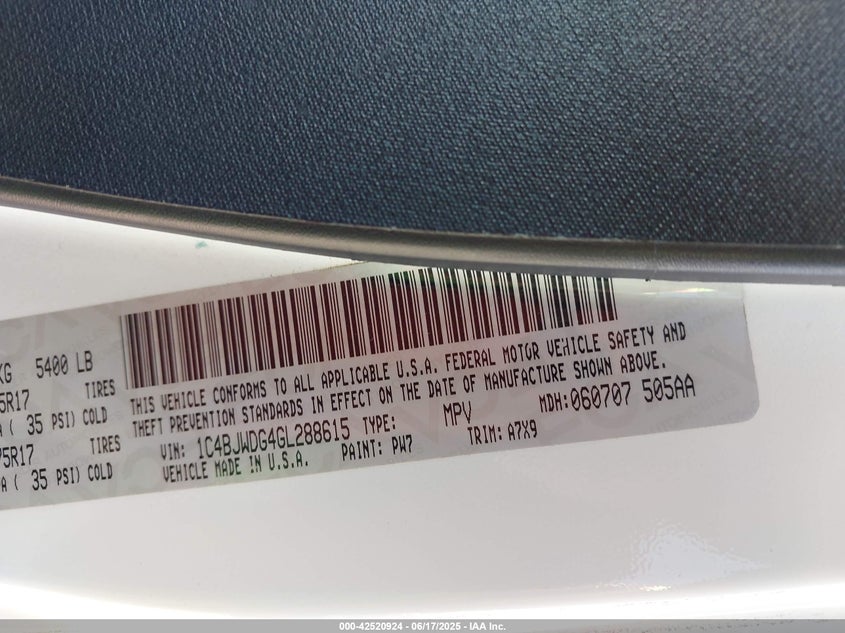 KG 5400 LB
5R17 TIRES
A ( 35 PSI) COLD
75R17 TIRES
A ( 35 PSI) COLD
THIS VEHICLE CONFORMS TO ALL APPLICABLE U.S.A. FEDERAL MOTOR VEHICLE SAFETY AND
THEFT PREVENTION STANDARDS IN EFFECT ON THE DATE OF MANUFACTURE SHOWN ABOVE.
VIN: 1C4BJWDG4GL288615 TYPE: MPV MDH:060707 505AA
VEHICLE MADE IN U.S.A. PAINT: PW7 TRIM: A7X9
000-42520924 - 06/17/2025 - IAA Inc.